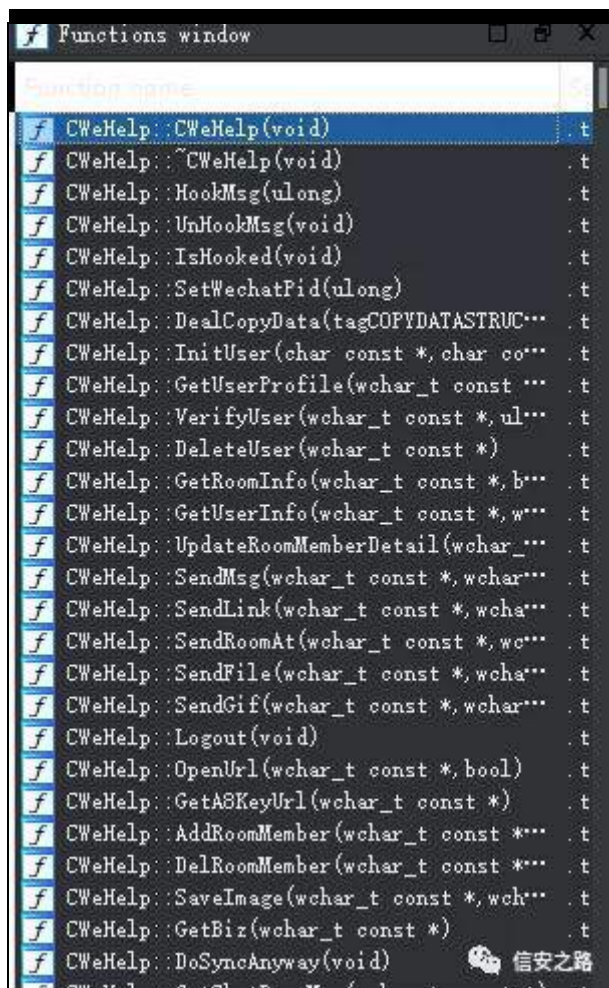 Functions window
Function name
CWeHelp::CWeHelp(void) .t
CWeHelp::~CWeHelp(void) .t
CWeHelp::HookMsg(ulong) .t
CWeHelp::UnHookMsg(void) .t
CWeHelp::IsHooked(void) .t
CWeHelp::SetWechatPid(ulong) .t
CWeHelp::DealCopyData(tagCOPYDATASTRUC… .t
CWeHelp::InitUser(char const *,char co… .t
CWeHelp::GetUserProfile(wchar_t const … .t
CWeHelp::VerifyUser(wchar_t const *,ul… .t
CWeHelp::DeleteUser(wchar_t const *) .t
CWeHelp::GetRoomInfo(wchar_t const *,b… .t
CWeHelp::GetUserInfo(wchar_t const *,w… .t
CWeHelp::UpdateRoomMemberDetail(wchar_… .t
CWeHelp::SendMsg(wchar_t const *,wchar… .t
CWeHelp::SendLink(wchar_t const *,wcha… .t
CWeHelp::SendRoomAt(wchar_t const *,wc… .t
CWeHelp::SendFile(wchar_t const *,wcha… .t
CWeHelp::SendGif(wchar_t const *,wchar… .t
CWeHelp::Logout(void) .t
CWeHelp::OpenUrl(wchar_t const *,bool) .t
CWeHelp::GetA8KeyUrl(wchar_t const *) .t
CWeHelp::AddRoomMember(wchar_t const *… .t
CWeHelp::DelRoomMember(wchar_t const *… .t
CWeHelp::SaveImage(wchar_t const *,wch… .t
CWeHelp::GetBiz(wchar_t const *) .t
CWeHelp::DoSyncAnyway(void)
信安之路